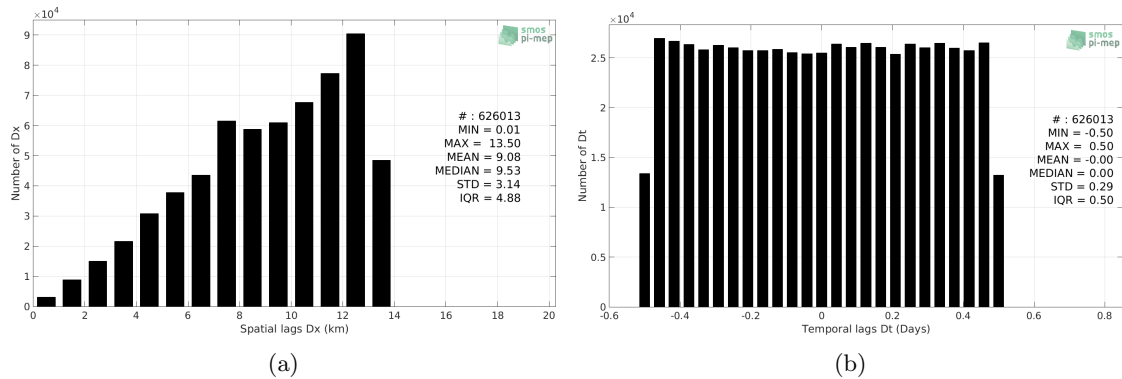 ×10⁴
9
8
7
6
5
4
3
2
1
0
Number of Dx
0 2 4 6 8 10 12 14 16 18 20
Spatial lags Dx (km)
smos
pi-mep
# : 626013
MIN = 0.01
MAX = 13.50
MEAN = 9.08
MEDIAN = 9.53
STD = 3.14
IQR = 4.88
(a)
×10⁴
2.5
2
1.5
1
0.5
0
Number of Dt
-0.6 -0.4 -0.2 0 0.2 0.4 0.6 0.8
Temporal lags Dt (Days)
smos
pi-mep
# : 626013
MIN = -0.50
MAX = 0.50
MEAN = -0.00
MEDIAN = 0.00
STD = 0.29
IQR = 0.50
(b)